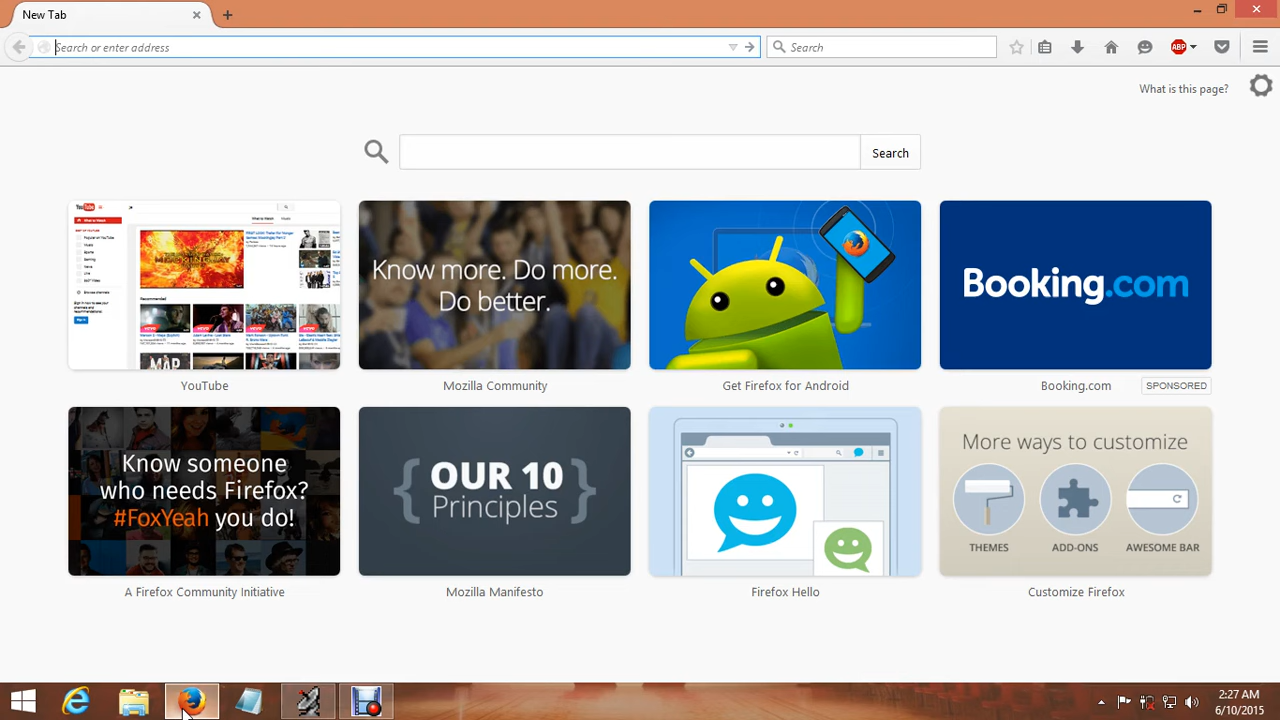 New Tab
Search or enter address
Search
ABP
What is this page?
Search
YouTube
Know more. Do more.
Do better.
Booking.com
YouTube
Mozilla Community
Get Firefox for Android
Booking.com
SPONSORED
Know someone
who needs Firefox?
#FoxYeah you do!
{ OUR 10 }
Principles
More ways to customize
THEMES
ADD-ONS
AWESOME BAR
A Firefox Community Initiative
Mozilla Manifesto
Firefox Hello
Customize Firefox
2:27 AM
6/10/2015